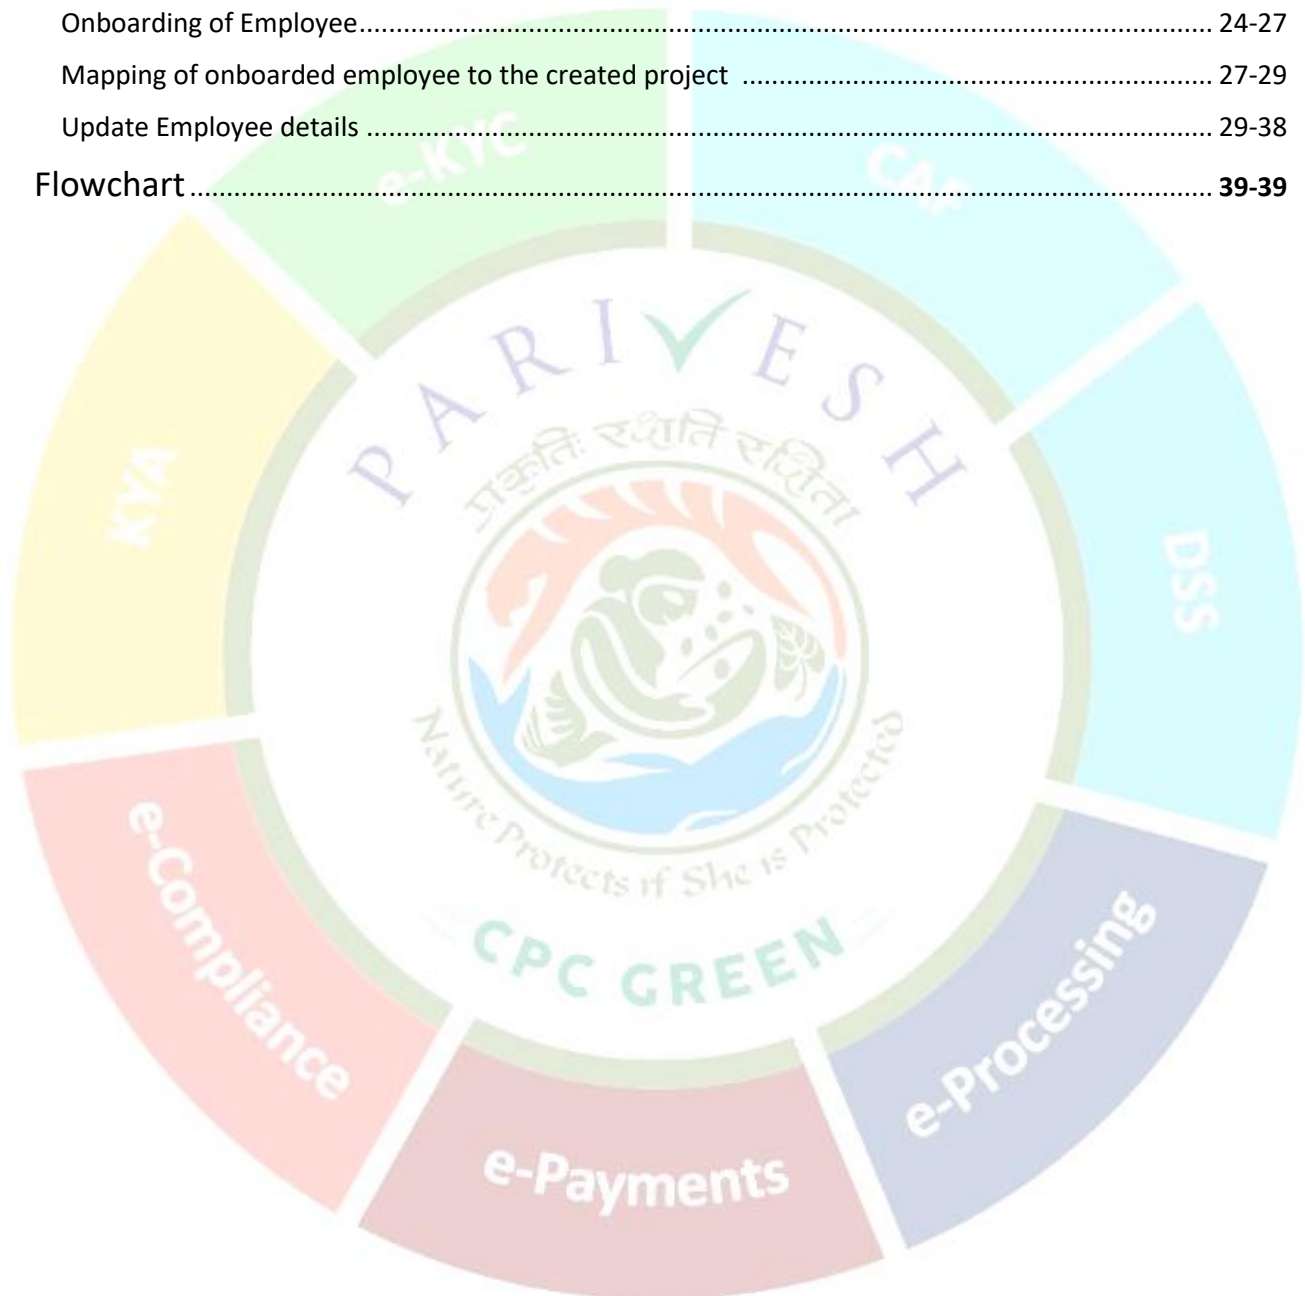 Onboarding of Employee........................................ 24-27
Mapping of onboarded employee to the created project ........................................ 27-29
Update Employee details ........................................ 29-38
Flowchart ........................................ 39-39
e-KYC
CAF
KYA
DSS
PARIVESH
प्रकृतिः रक्षति रक्षिता
Nature Protects if She is Protected
CPC GREEN
e-Compliance
e-Processing
e-Payments